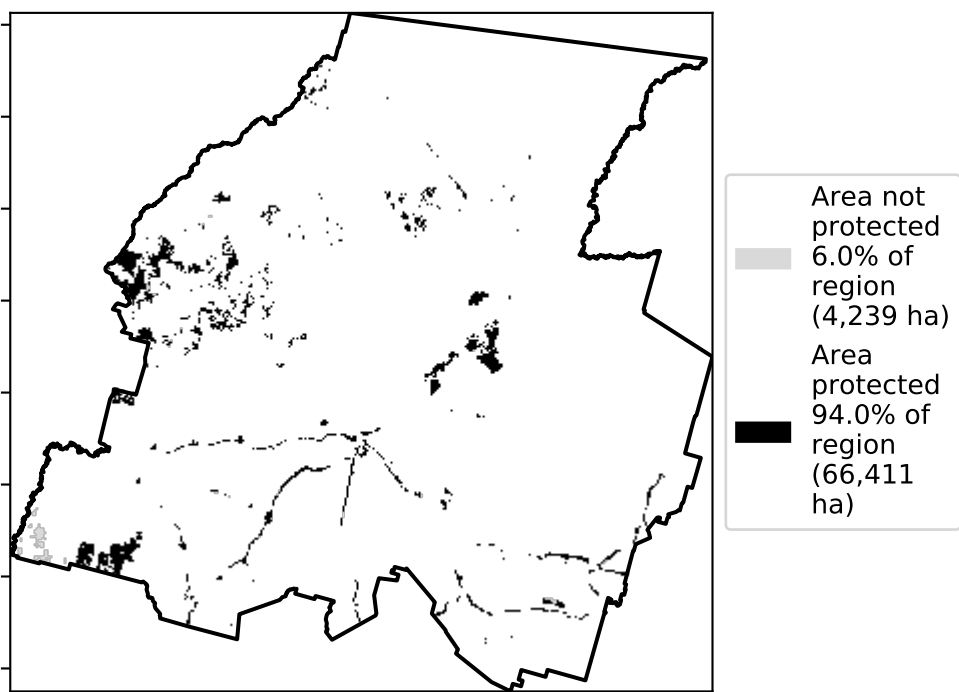 Area not
protected
6.0% of
region
(4,239 ha)
Area
protected
94.0% of
region
(66,411
ha)